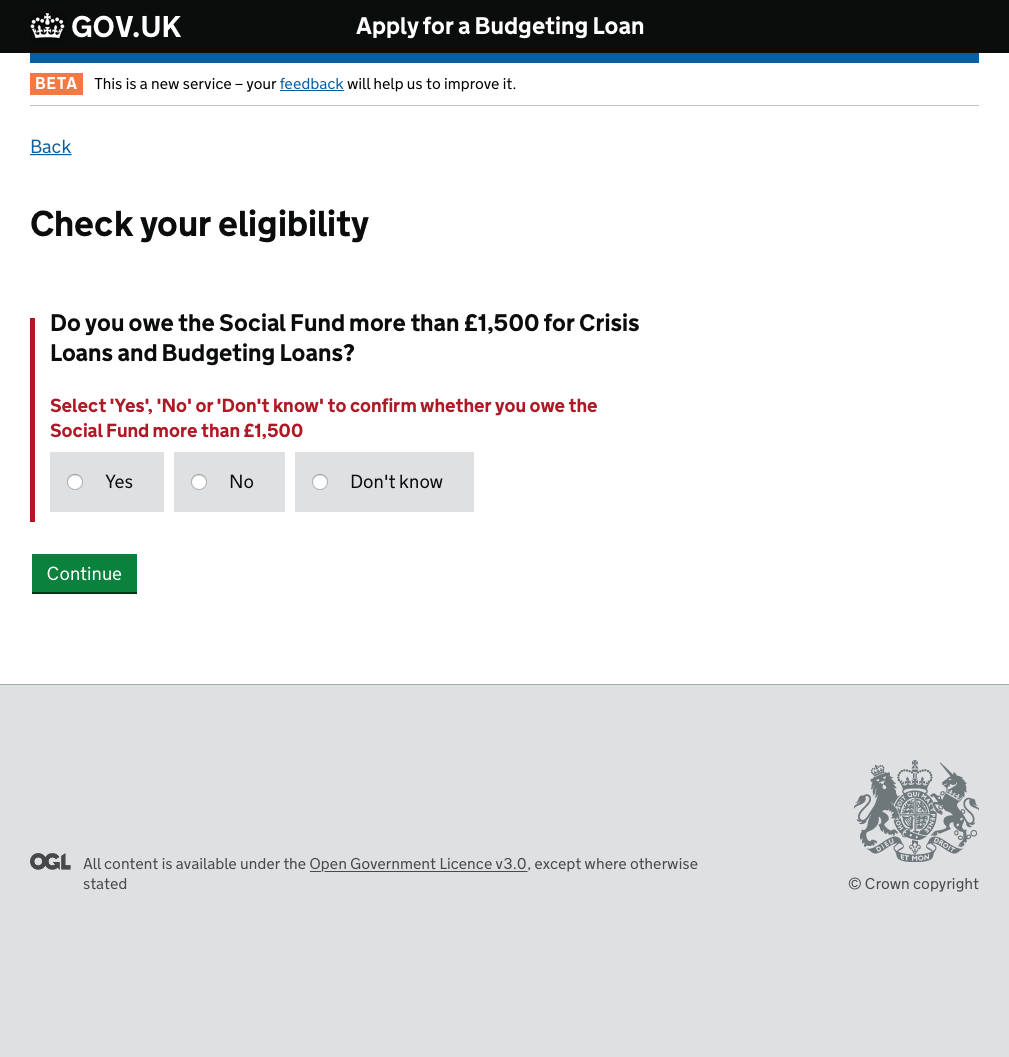 GOV.UK
Apply for a Budgeting Loan
BETA This is a new service – your feedback will help us to improve it.
Back
Check your eligibility
Do you owe the Social Fund more than £1,500 for Crisis
Loans and Budgeting Loans?
Select 'Yes', 'No' or 'Don't know' to confirm whether you owe the
Social Fund more than £1,500
Yes
No
Don't know
Continue
OGL
All content is available under the Open Government Licence v3.0, except where otherwise
stated
DIEU
ET MON
DROIT
© Crown copyright